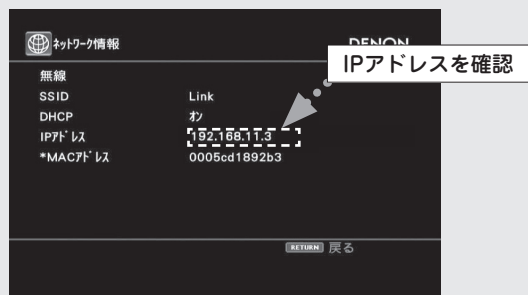 ネットワーク情報
DENON
IPアドレスを確認
無線
SSID Link
DHCP オン
IPアドレス 192.168.11.3
*MACアドレス 0005cd1892b3
RETURN 戻る